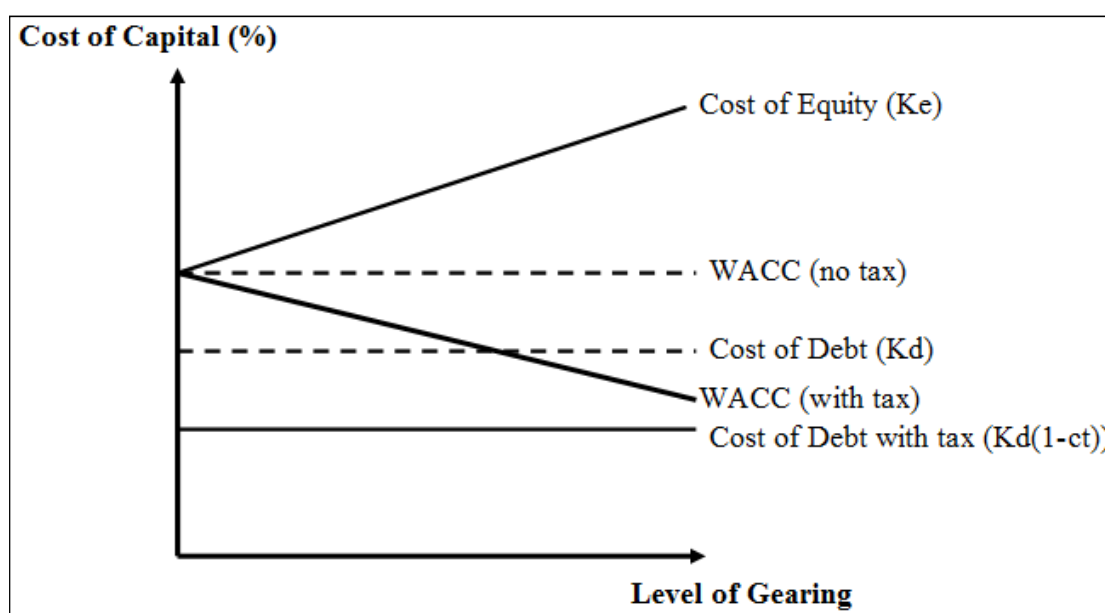 Cost of Capital (%)
Cost of Equity (Ke)
WACC (no tax)
Cost of Debt (Kd)
WACC (with tax)
Cost of Debt with tax (Kd(1-ct))
Level of Gearing